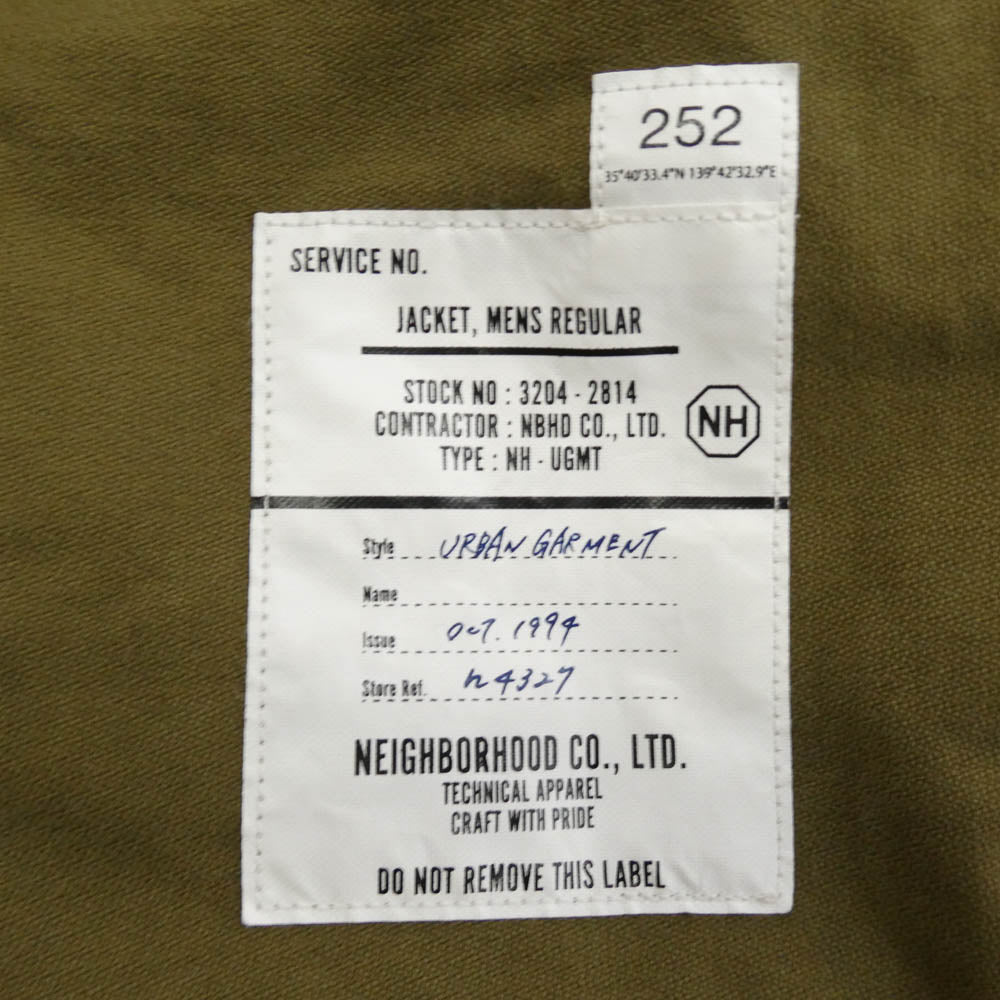 252
35°40'33.4"N 139°42'32.9"E
SERVICE NO.
JACKET, MENS REGULAR
STOCK NO : 3204 - 2814
CONTRACTOR : NBHD CO., LTD.
TYPE : NH - UGMT
NH
Style URBAN GARMENT
Name
Issue Oct. 1994
Store Ref. n4327
NEIGHBORHOOD CO., LTD.
TECHNICAL APPAREL
CRAFT WITH PRIDE
DO NOT REMOVE THIS LABEL